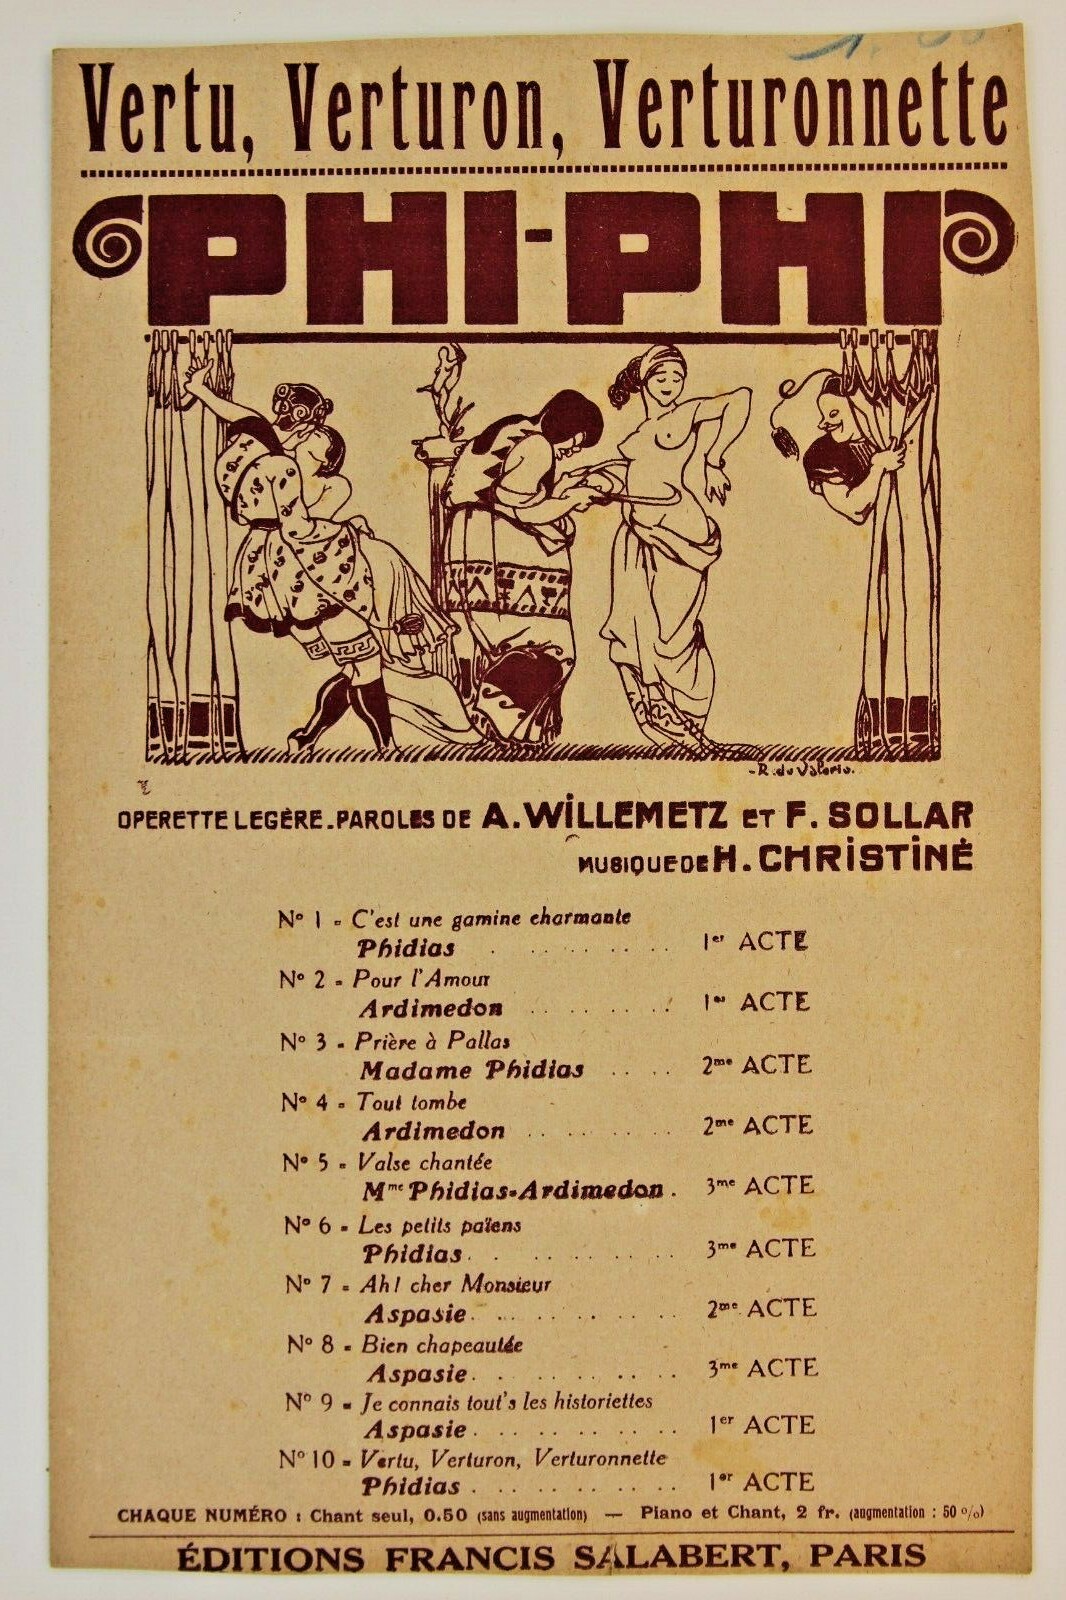 Vertu, Verturon, Verturonnette
PHI-PHI
-R. du Valerio.
OPERETTE LEGÈRE. PAROLES DE A. WILLEMETZ ET F. SOLLAR
MUSIQUE DE H. CHRISTINÉ
N° 1 - C'est une gamine charmante
Phidias . . . . . . . . . 1er ACTE
N° 2 - Pour l'Amour
Ardimedon . . . . . . . 1er ACTE
N° 3 - Prière à Pallas
Madame Phidias . . . . 2me ACTE
N° 4 - Tout tombe
Ardimedon . . . . . . . 2me ACTE
N° 5 - Valse chantée
Mme Phidias-Ardimedon . 3me ACTE
N° 6 - Les petits païens
Phidias . . . . . . . . . 3me ACTE
N° 7 - Ah! cher Monsieur
Aspasie . . . . . . . . . 2me ACTE
N° 8 - Bien chapeautée
Aspasie . . . . . . . . . 3me ACTE
N° 9 - Je connais tout's les historiettes
Aspasie . . . . . . . . . 1er ACTE
N° 10 - Vertu, Verturon, Verturonnette
Phidias . . . . . . . . . 1er ACTE
CHAQUE NUMÉRO : Chant seul, 0.50 (sans augmentation) — Piano et Chant, 2 fr. (augmentation : 50 %)
ÉDITIONS FRANCIS SALABERT, PARIS